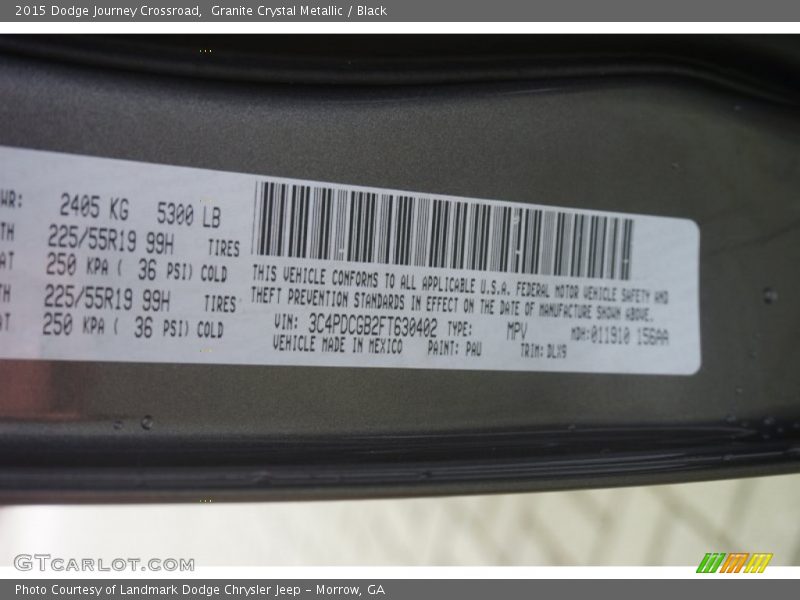 2015 Dodge Journey Crossroad, Granite Crystal Metallic / Black
WR: 2405 KG 5300 LB
TH 225/55R19 99H TIRES
AT 250 KPA ( 36 PSI) COLD
TH 225/55R19 99H TIRES
AT 250 KPA ( 36 PSI) COLD
THIS VEHICLE CONFORMS TO ALL APPLICABLE U.S.A. FEDERAL MOTOR VEHICLE SAFETY AND
THEFT PREVENTION STANDARDS IN EFFECT ON THE DATE OF MANUFACTURE SHOWN ABOVE.
VIN: 3C4PDCGB2FT630402 TYPE: MPV MDH:011910 156AA
VEHICLE MADE IN MEXICO PAINT: PAU TRIM: DLX9
GTCARLOT.COM
Photo Courtesy of Landmark Dodge Chrysler Jeep – Morrow, GA